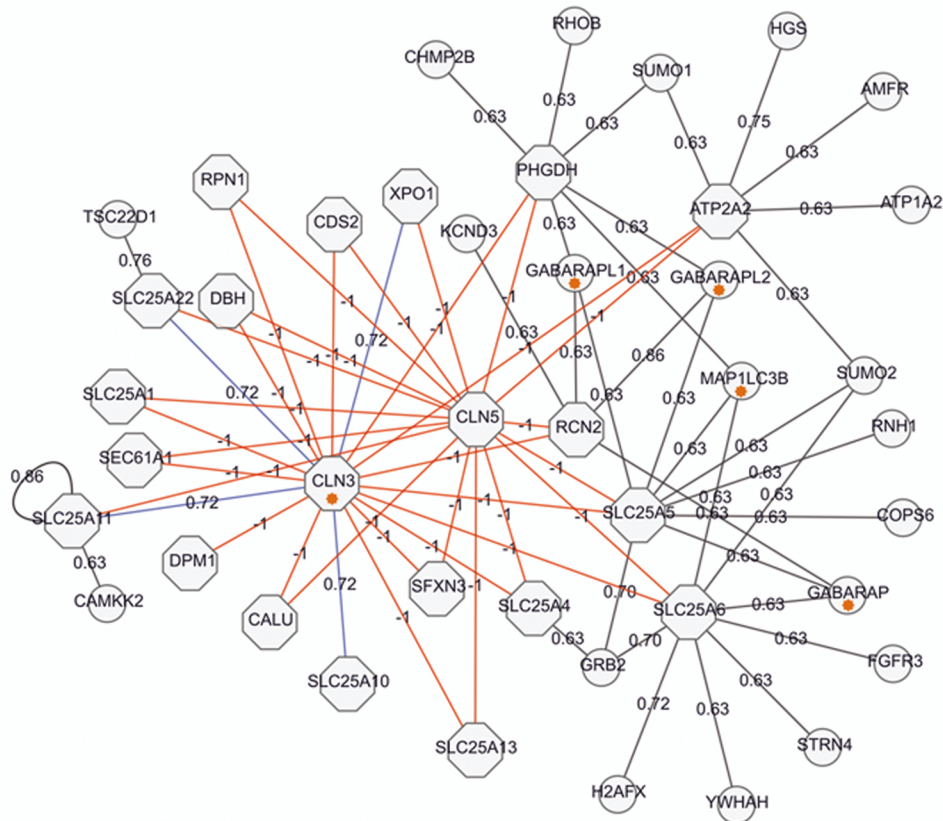 RHOB
HGS
CHMP2B
SUMO1
AMFR
0.63
0.63
0.63
0.75
0.63
0.63
PHGDH
RPN1
XPO1
ATP2A2
0.63
ATP1A2
TSC22D1
CDS2
KCND3
0.63
0.63
0.76
GABARAPL1
0.63
GABARAPL2
SLC25A22
DBH
-1
-1
0.63
-1
-1
-1
0.72
0.63
-1
-1
-1
-1
-1
0.63
0.86
MAP1LC3B
SUMO2
SLC25A1
0.72
-1
-1
0.63
0.63
CLN5
-1
RCN2
RNH1
SEC61A1
-1
-1
0.63
0.63
-1
-1
-1
-1
0.63
0.86
CLN3
0.63
0.63
SLC25A11
0.72
-1
-1
-1
-1
SLC25A5
0.63
0.63
COPS6
-1
-1
-1
-1
-1
0.63
0.63
DPM1
-1
0.72
SFXN3
-1
0.70
GABARAP
CAMKK2
CALU
-1
SLC25A4
SLC25A6
0.63
0.63
0.70
0.63
GRB2
FGFR3
SLC25A10
0.63
0.72
0.63
SLC25A13
STRN4
H2AFX
YWHAH